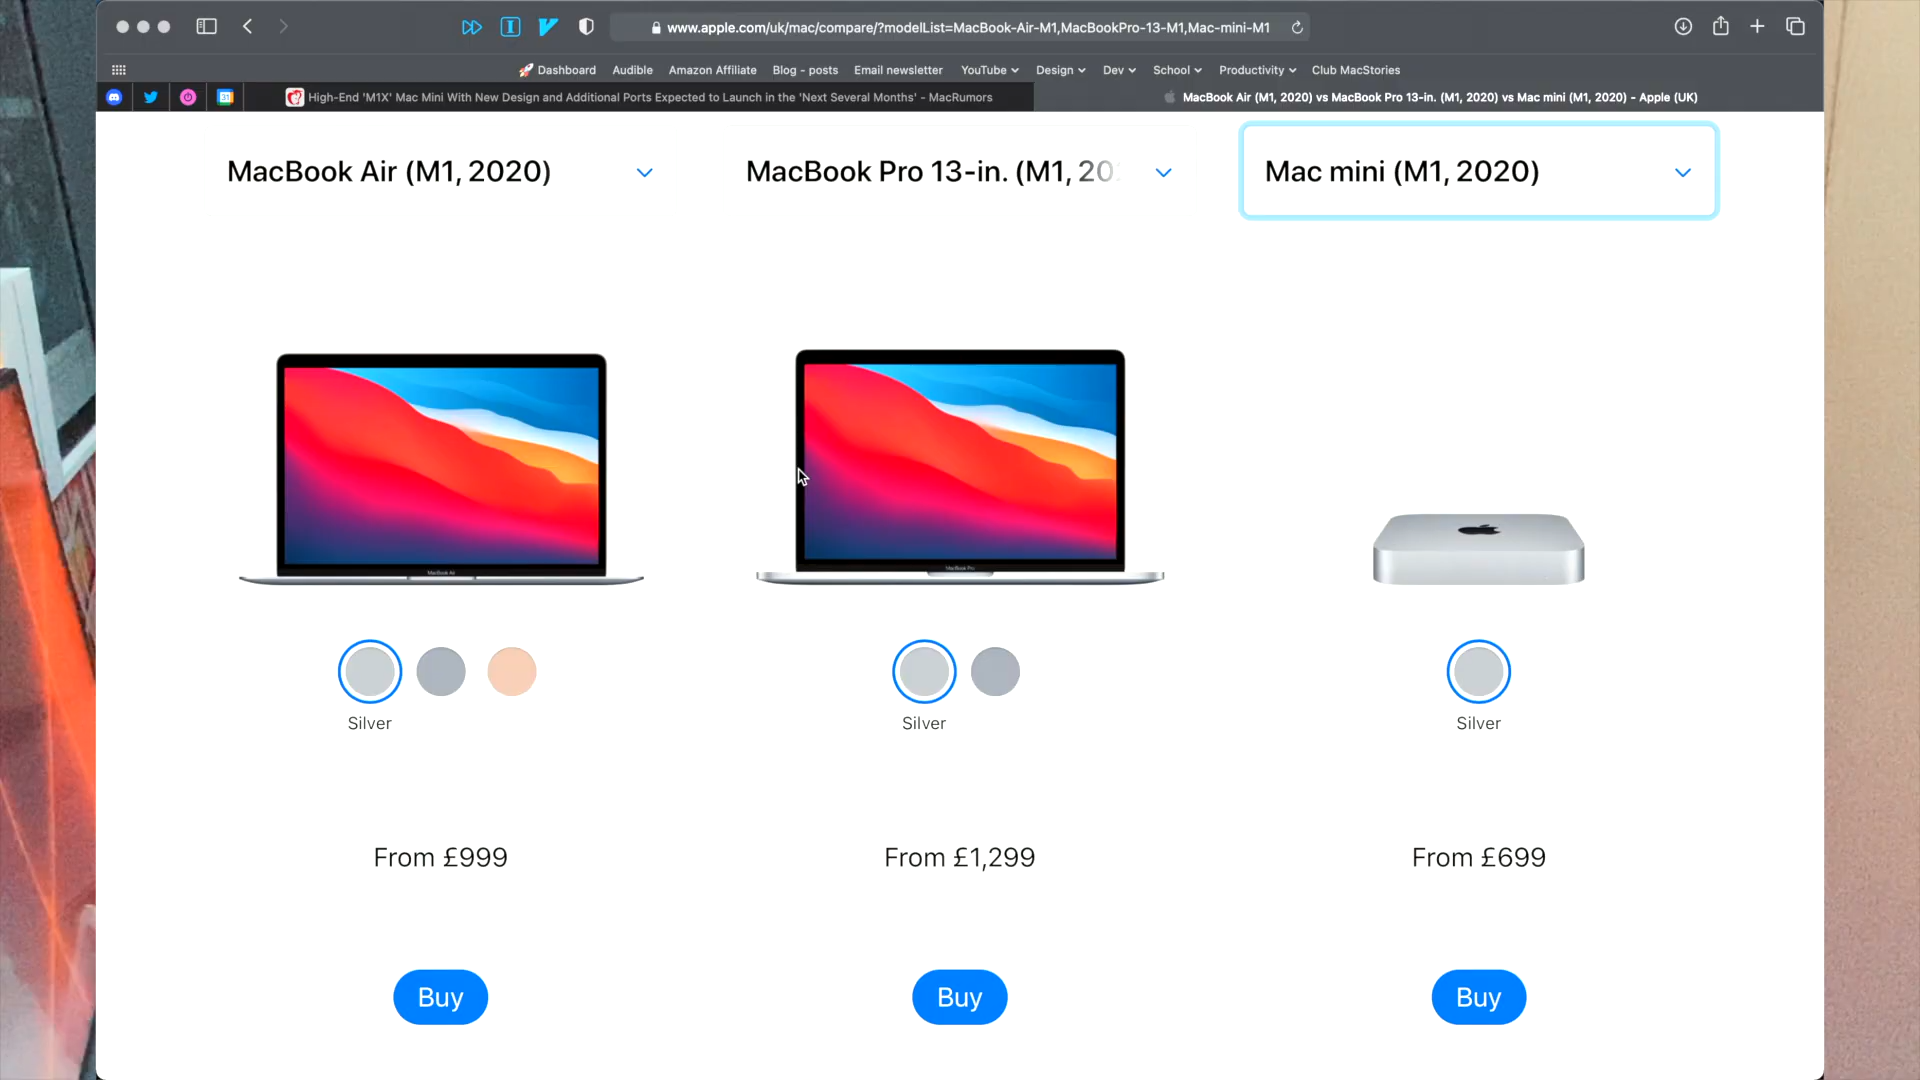 www.apple.com/uk/mac/compare/?modelList=MacBook-Air-M1,MacBookPro-13-M1,Mac-mini-M1
🚀 Dashboard Audible Amazon Affiliate Blog - posts Email newsletter YouTube Design Dev School Productivity Club MacStories
31 High-End 'M1X' Mac Mini With New Design and Additional Ports Expected to Launch in the 'Next Several Months' - MacRumors MacBook Air (M1, 2020) vs MacBook Pro 13-in. (M1, 2020) vs Mac mini (M1, 2020) - Apple (UK)
MacBook Air (M1, 2020) MacBook Pro 13-in. (M1, 20 Mac mini (M1, 2020)
MacBook Air MacBook Pro
Silver Silver Silver
From £999 From £1,299 From £699
Buy Buy Buy